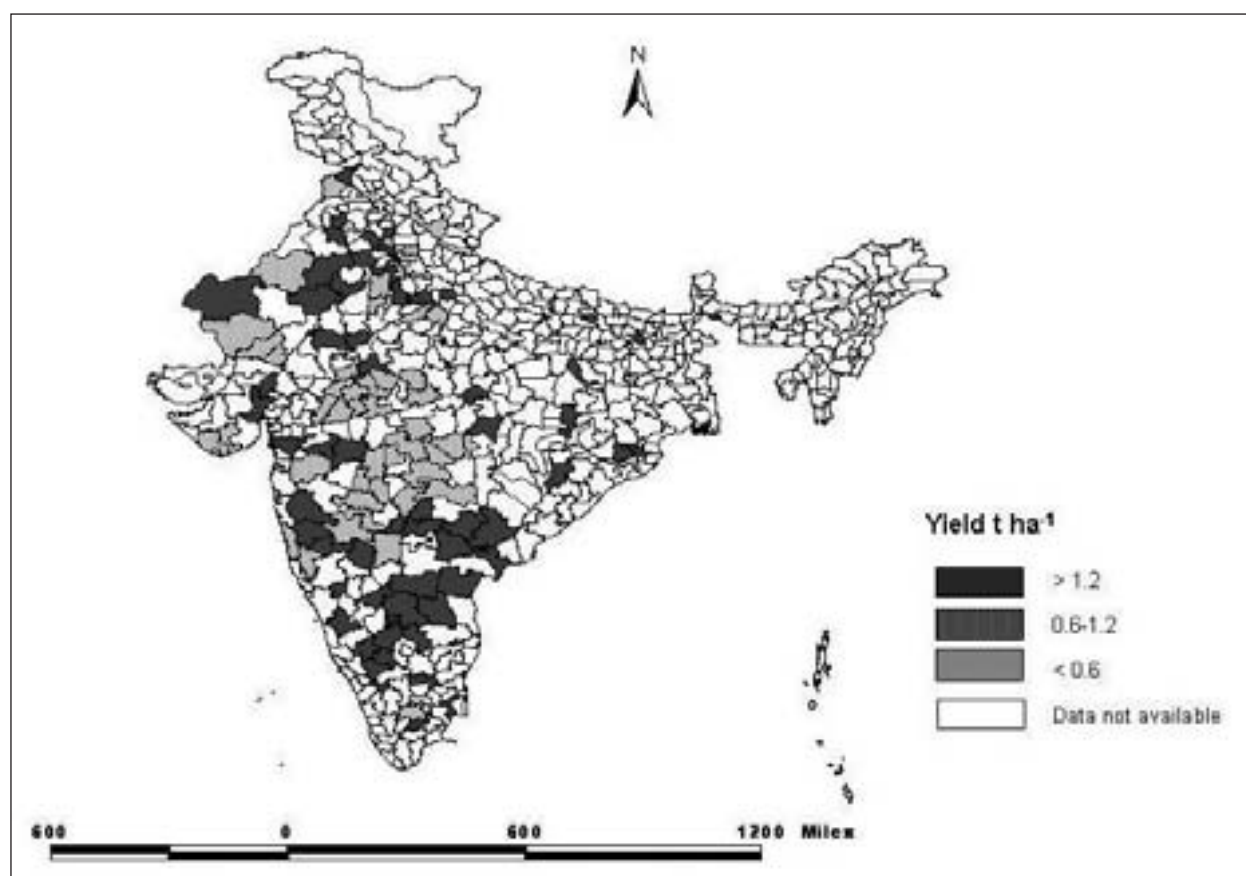 N
Yield t ha-1
> 1.2
0.6-1.2
< 0.6
Data not available
600 0 600 1200 Miles